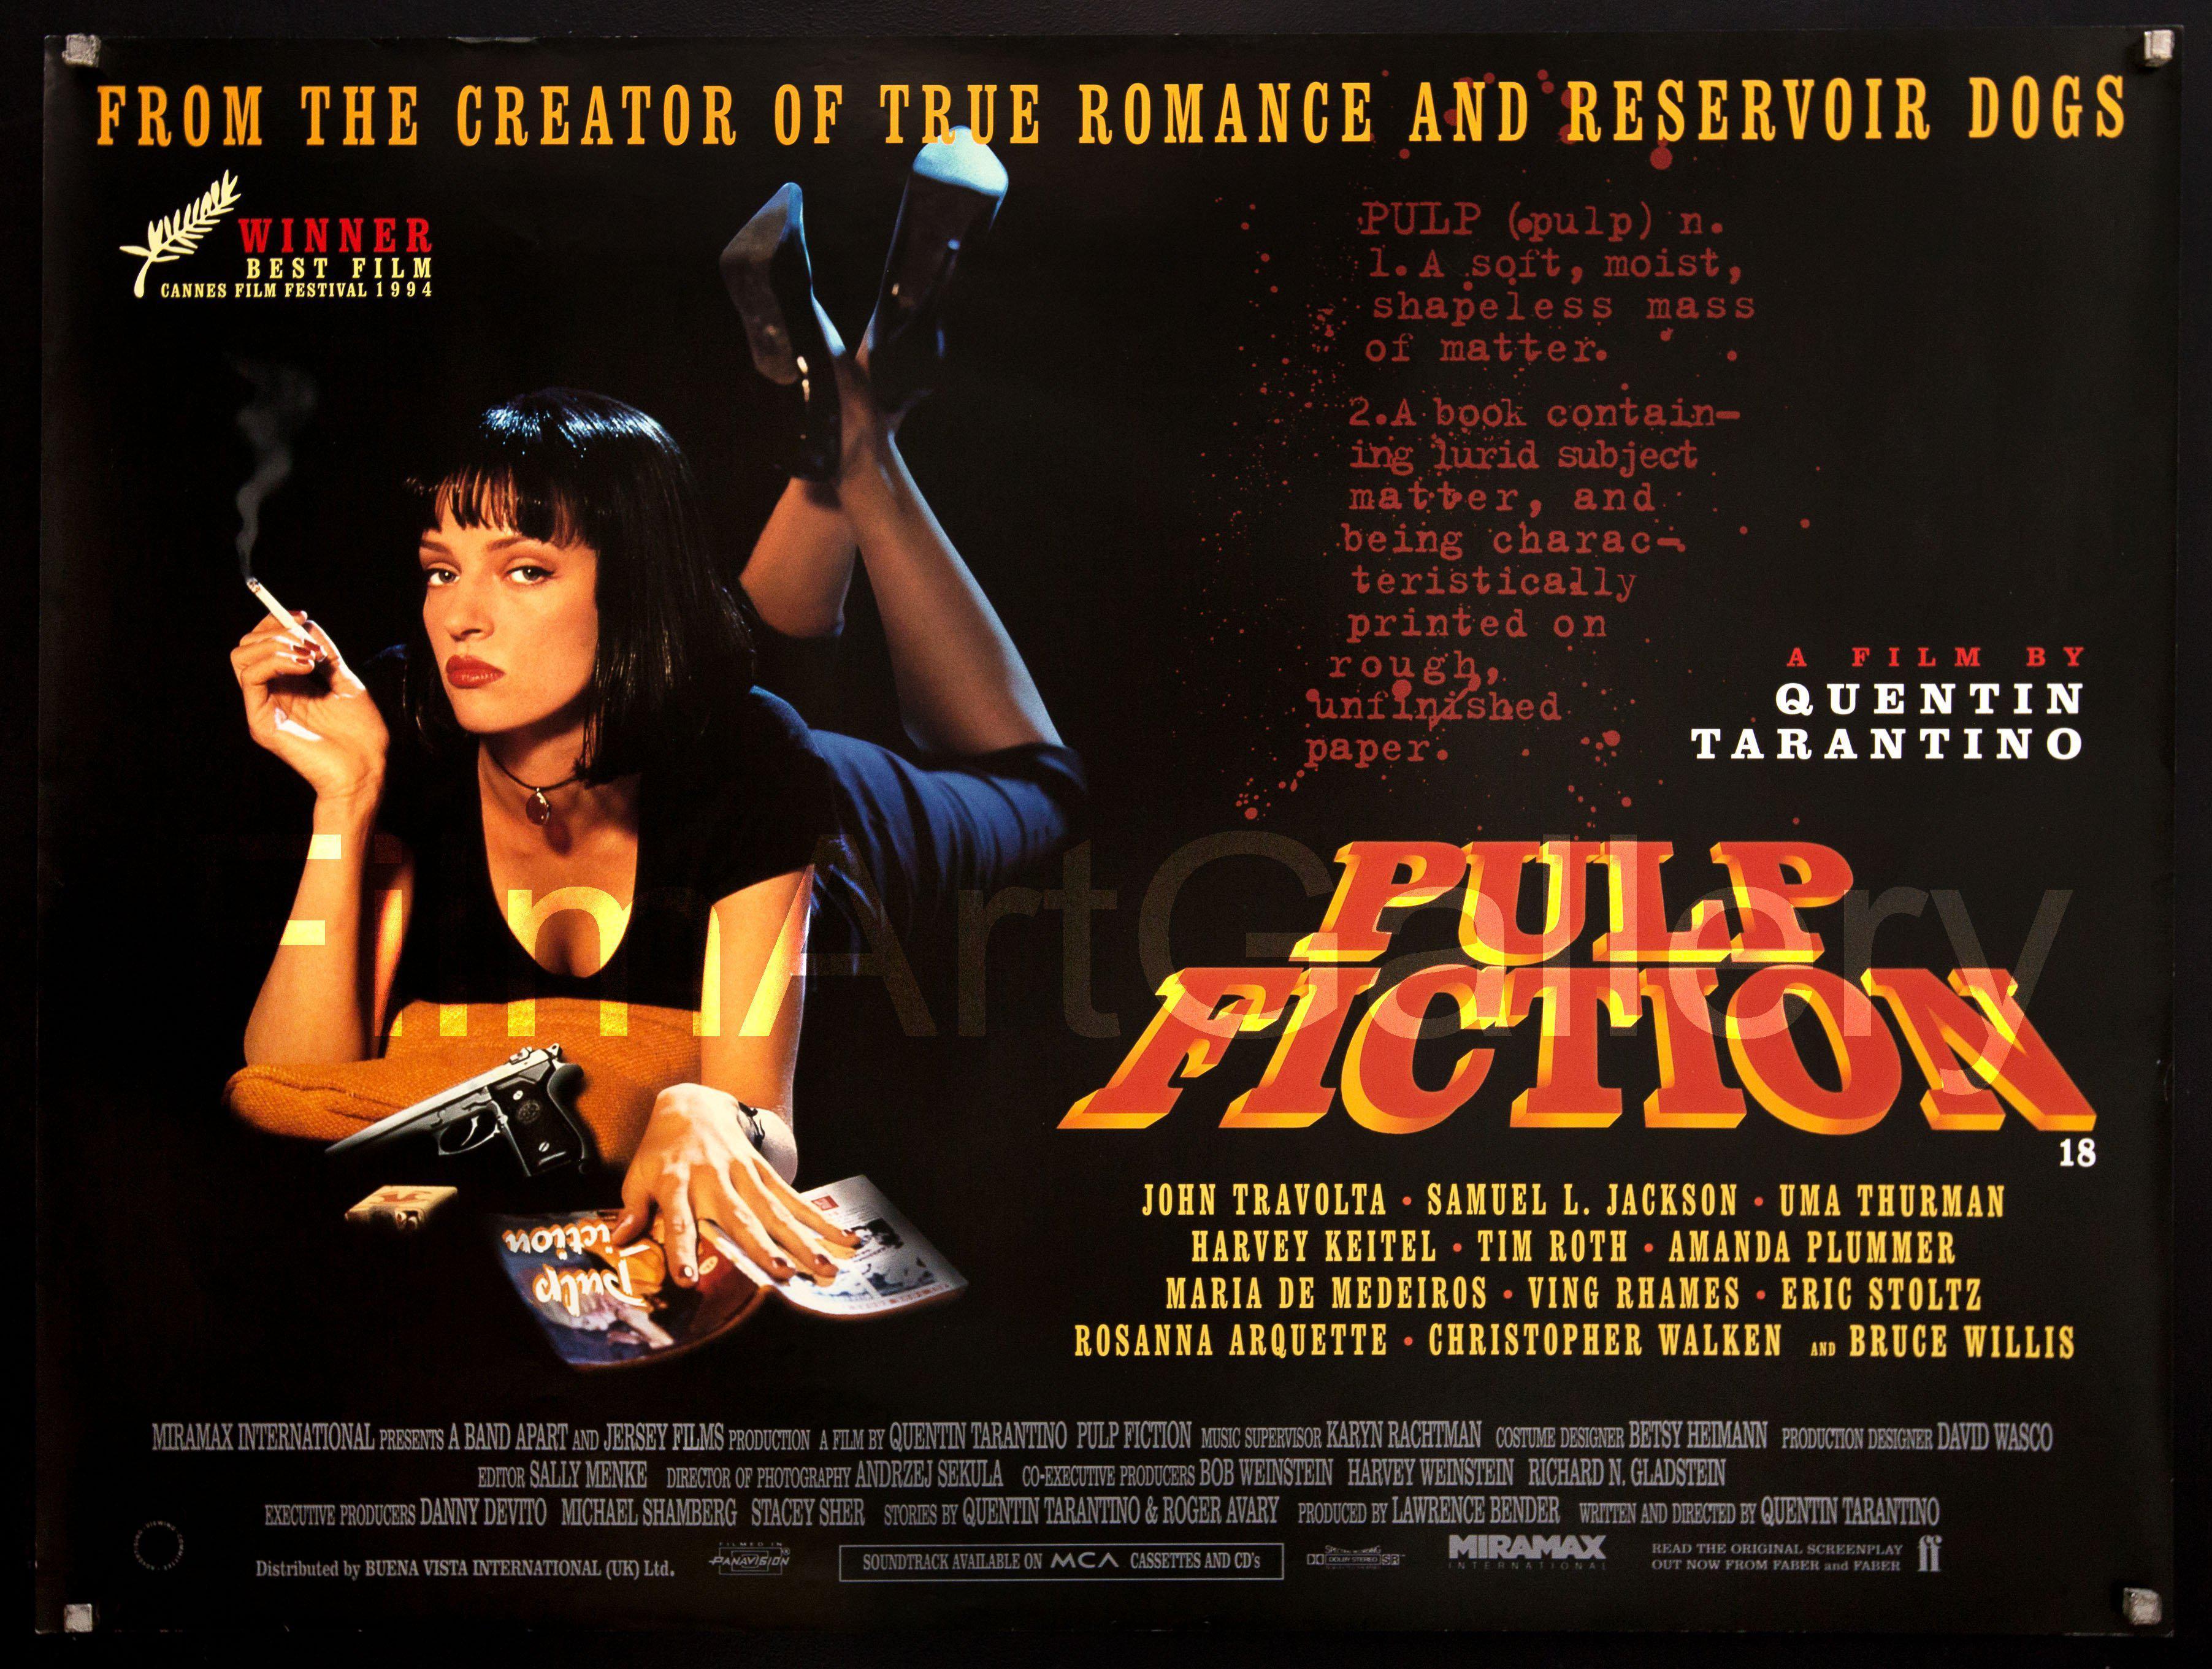 FROM THE CREATOR OF TRUE ROMANCE AND RESERVOIR DOGS
WINNER
BEST FILM
CANNES FILM FESTIVAL 1994
PULP (pulp) n.
1. A soft, moist,
shapeless mass
of matter.
2. A book contain-
ing lurid subject
matter, and
being charac-
teristically
printed on
rough,
unfinished
paper.
A FILM BY
QUENTIN
TARANTINO
FilmArtGallery
PULP
FICTION
18
Pulp
Fiction
JOHN TRAVOLTA • SAMUEL L. JACKSON • UMA THURMAN
HARVEY KEITEL • TIM ROTH • AMANDA PLUMMER
MARIA DE MEDEIROS • VING RHAMES • ERIC STOLTZ
ROSANNA ARQUETTE • CHRISTOPHER WALKEN AND BRUCE WILLIS
MIRAMAX INTERNATIONAL PRESENTS A BAND APART AND JERSEY FILMS PRODUCTION A FILM BY QUENTIN TARANTINO PULP FICTION MUSIC SUPERVISOR KARYN RACHTMAN COSTUME DESIGNER BETSY HEIMANN PRODUCTION DESIGNER DAVID WASCO
EDITOR SALLY MENKE DIRECTOR OF PHOTOGRAPHY ANDRZEJ SEKULA CO-EXECUTIVE PRODUCERS BOB WEINSTEIN HARVEY WEINSTEIN RICHARD N. GLADSTEIN
EXECUTIVE PRODUCERS DANNY DEVITO MICHAEL SHAMBERG STACEY SHER STORIES BY QUENTIN TARANTINO & ROGER AVARY PRODUCED BY LAWRENCE BENDER WRITTEN AND DIRECTED BY QUENTIN TARANTINO
Distributed by BUENA VISTA INTERNATIONAL (UK) Ltd.
FILMED IN
PANAVISION®
SOUNDTRACK AVAILABLE ON MCA CASSETTES AND CD's
DOLBY STEREO SR
MIRAMAX
INTERNATIONAL
READ THE ORIGINAL SCREENPLAY
OUT NOW FROM FABER and FABER
ff